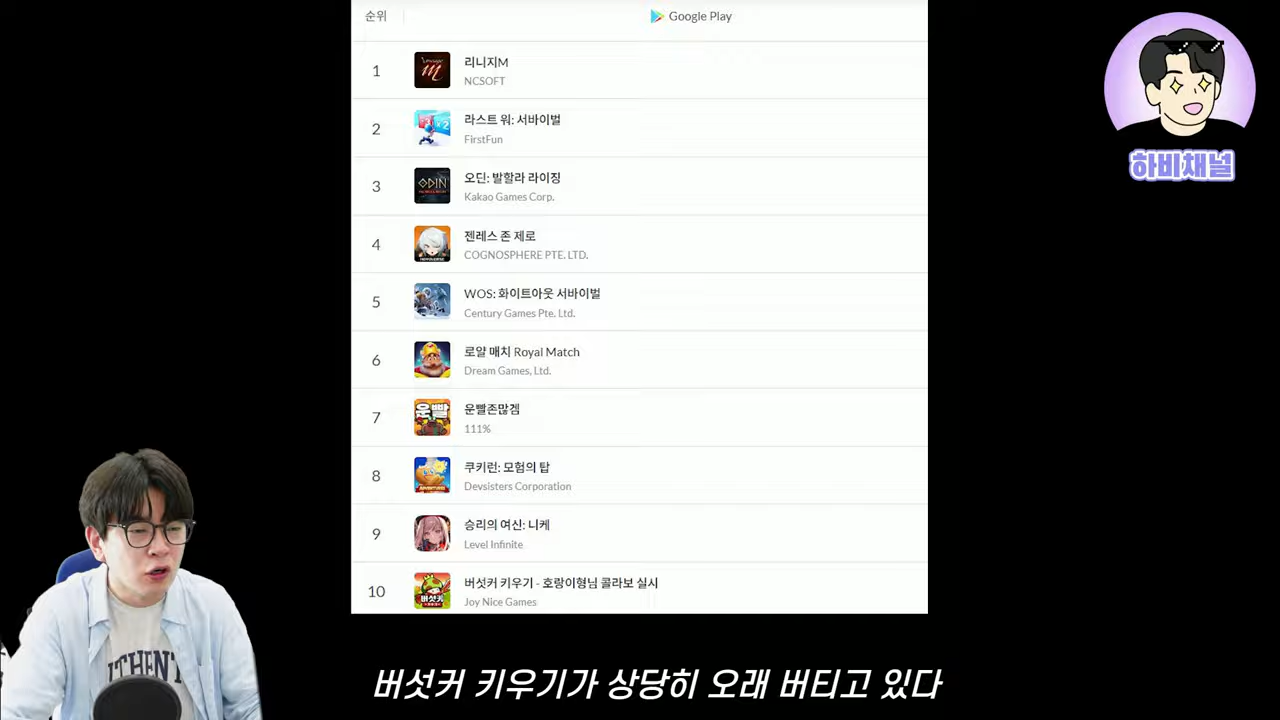 순위
Google Play
1
리니지M
NCSOFT
2
라스트 워: 서바이벌
FirstFun
3
ODIN
오딘: 발할라 라이징
Kakao Games Corp.
4
젠레스 존 제로
COGNOSPHERE PTE. LTD.
5
WOS: 화이트아웃 서바이벌
Century Games Pte. Ltd.
6
로얄 매치 Royal Match
Dream Games, Ltd.
7
운빨
운빨존많겜
111%
8
쿠키런: 모험의 탑
Devsisters Corporation
9
승리의 여신: 니케
Level Infinite
10
버섯커
버섯커 키우기 - 호랑이형님 콜라보 실시
Joy Nice Games
하비채널
버섯커 키우기가 상당히 오래 버티고 있다